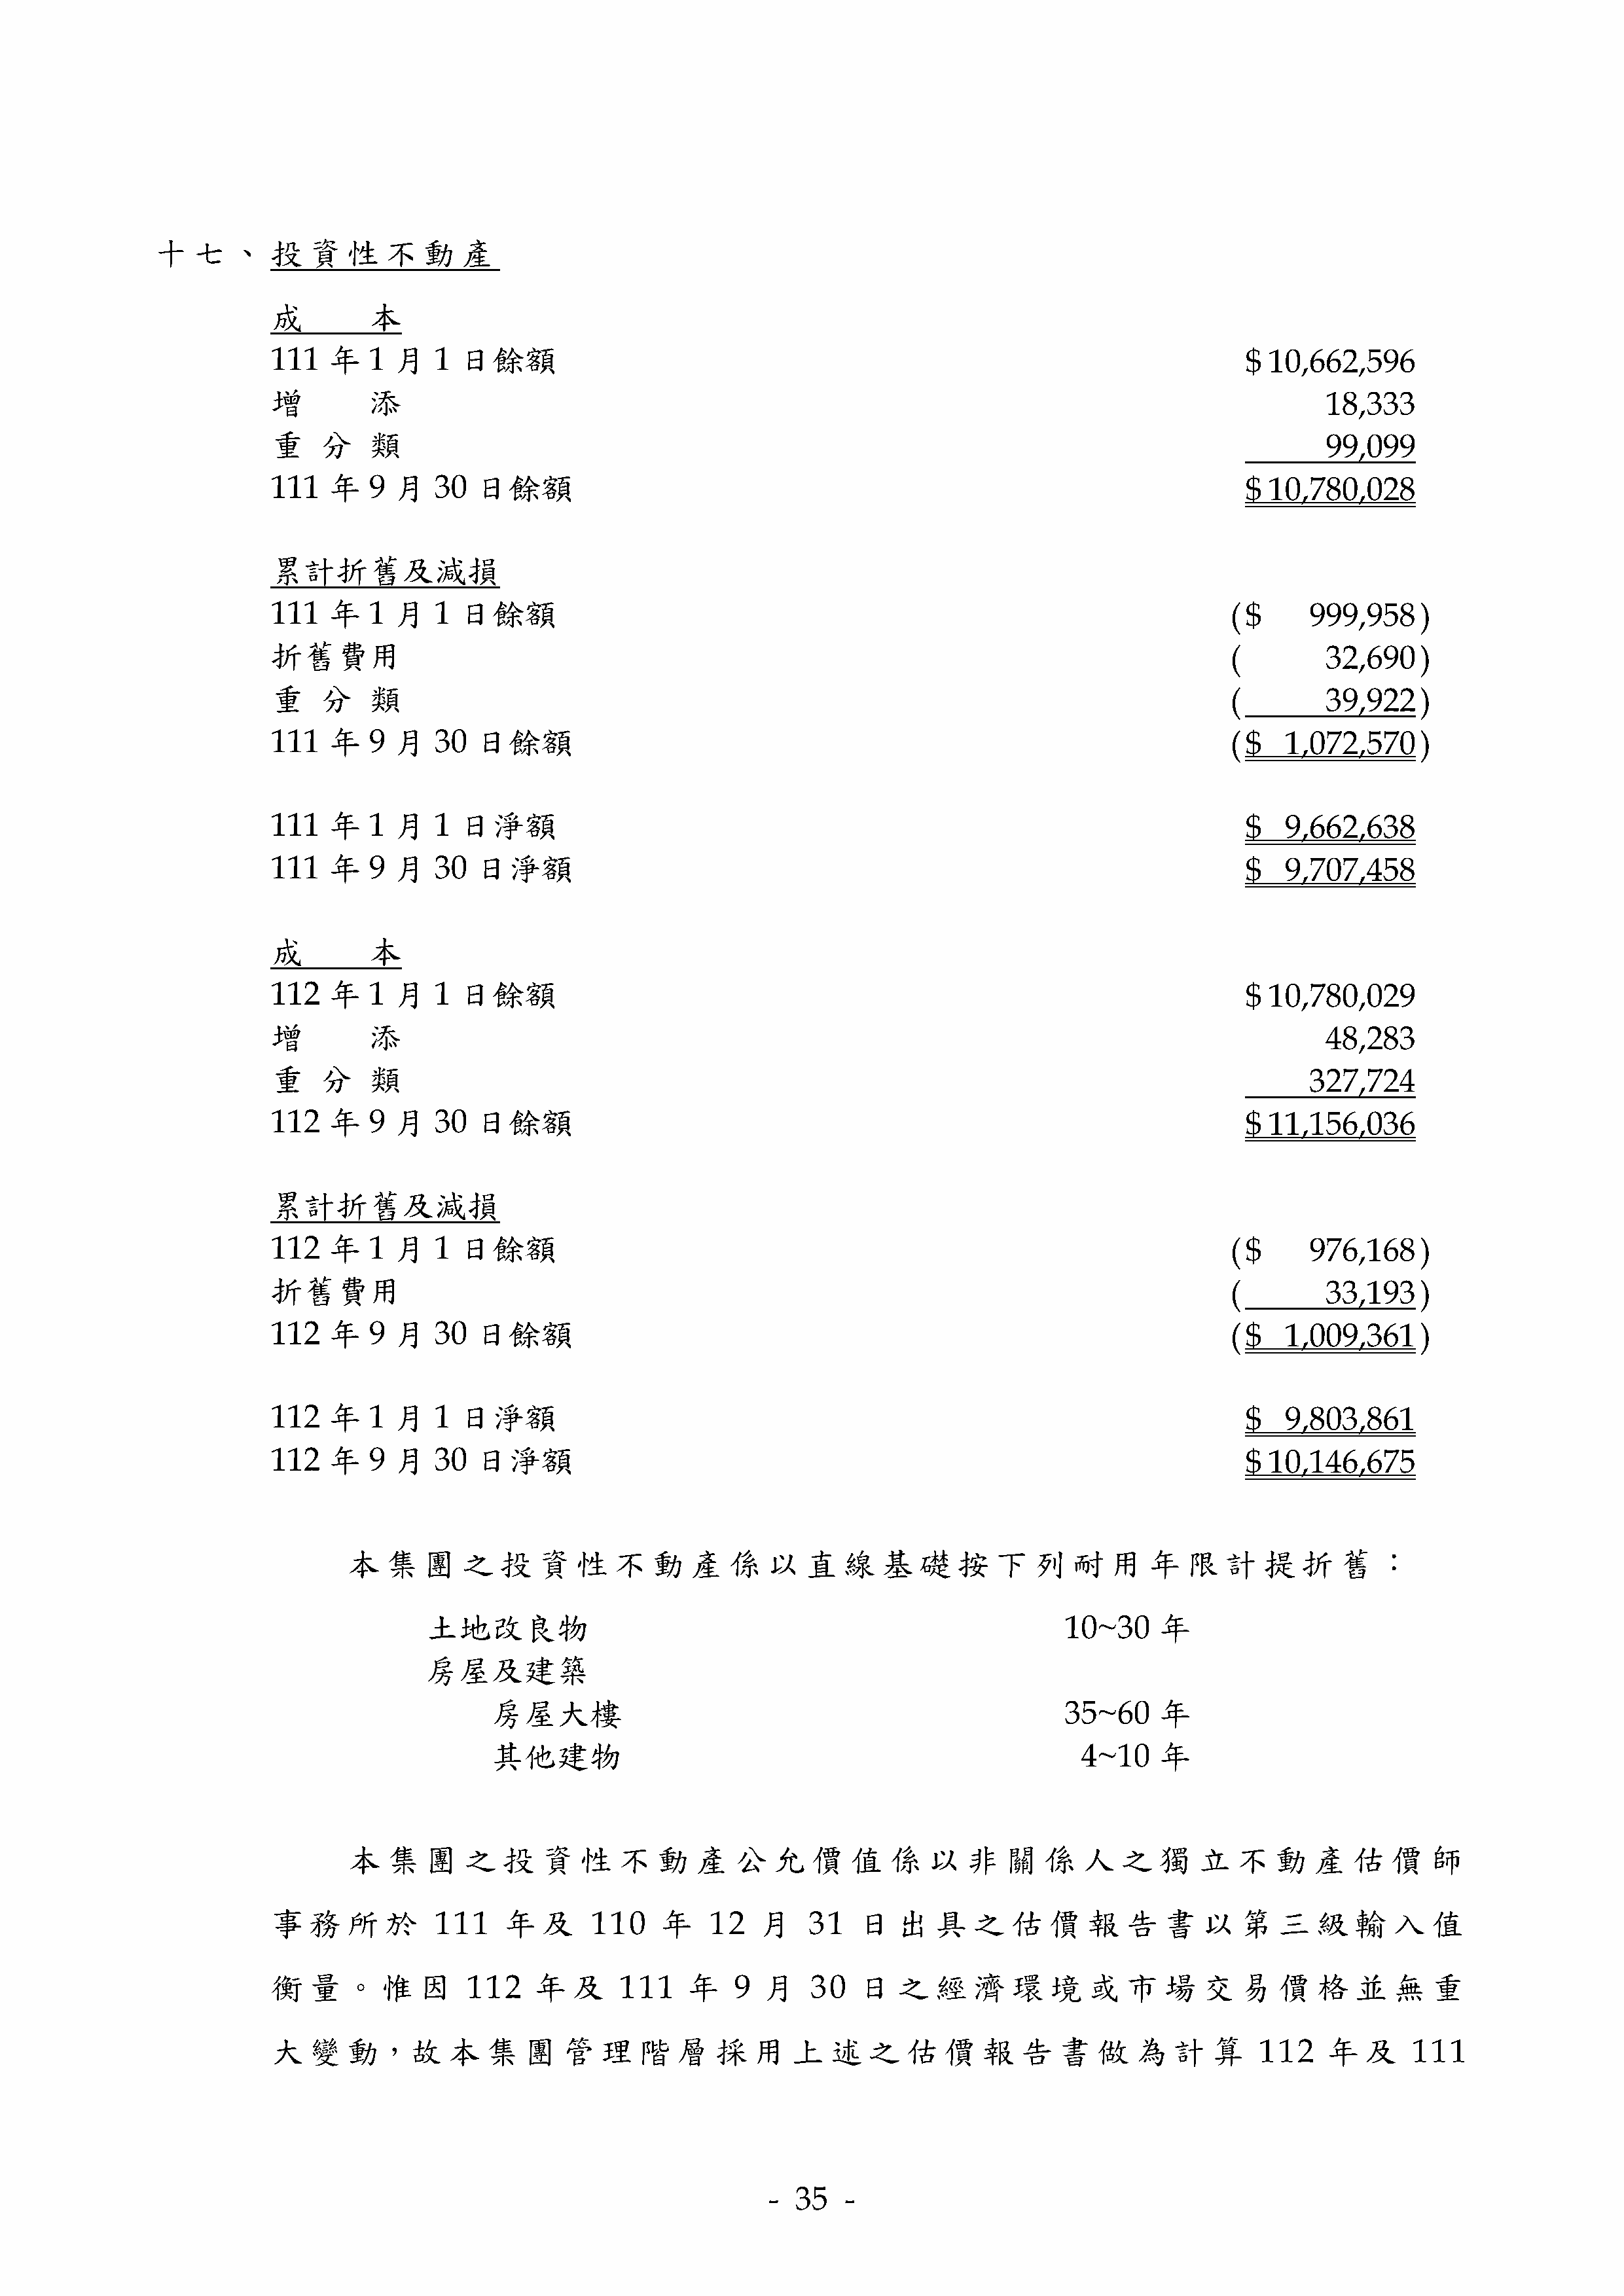 十七、投資性不動產
成　　本
111 年 1 月 1 日餘額 $ 10,662,596
增　　添 18,333
重　分　類 99,099
111 年 9 月 30 日餘額 $ 10,780,028
累計折舊及減損
111 年 1 月 1 日餘額 ($ 999,958)
折舊費用 ( 32,690)
重　分　類 ( 39,922)
111 年 9 月 30 日餘額 ($ 1,072,570)
111 年 1 月 1 日淨額 $ 9,662,638
111 年 9 月 30 日淨額 $ 9,707,458
成　　本
112 年 1 月 1 日餘額 $ 10,780,029
增　　添 48,283
重　分　類 327,724
112 年 9 月 30 日餘額 $ 11,156,036
累計折舊及減損
112 年 1 月 1 日餘額 ($ 976,168)
折舊費用 ( 33,193)
112 年 9 月 30 日餘額 ($ 1,009,361)
112 年 1 月 1 日淨額 $ 9,803,861
112 年 9 月 30 日淨額 $ 10,146,675
本集團之投資性不動產係以直線基礎按下列耐用年限計提折舊：
土地改良物 10~30 年
房屋及建築
房屋大樓 35~60 年
其他建物 4~10 年
本集團之投資性不動產公允價值係以非關係人之獨立不動產估價師
事務所於 111 年及 110 年 12 月 31 日出具之估價報告書以第三級輸入值
衡量。惟因 112 年及 111 年 9 月 30 日之經濟環境或市場交易價格並無重
大變動，故本集團管理階層採用上述之估價報告書做為計算 112 年及 111
- 35 -